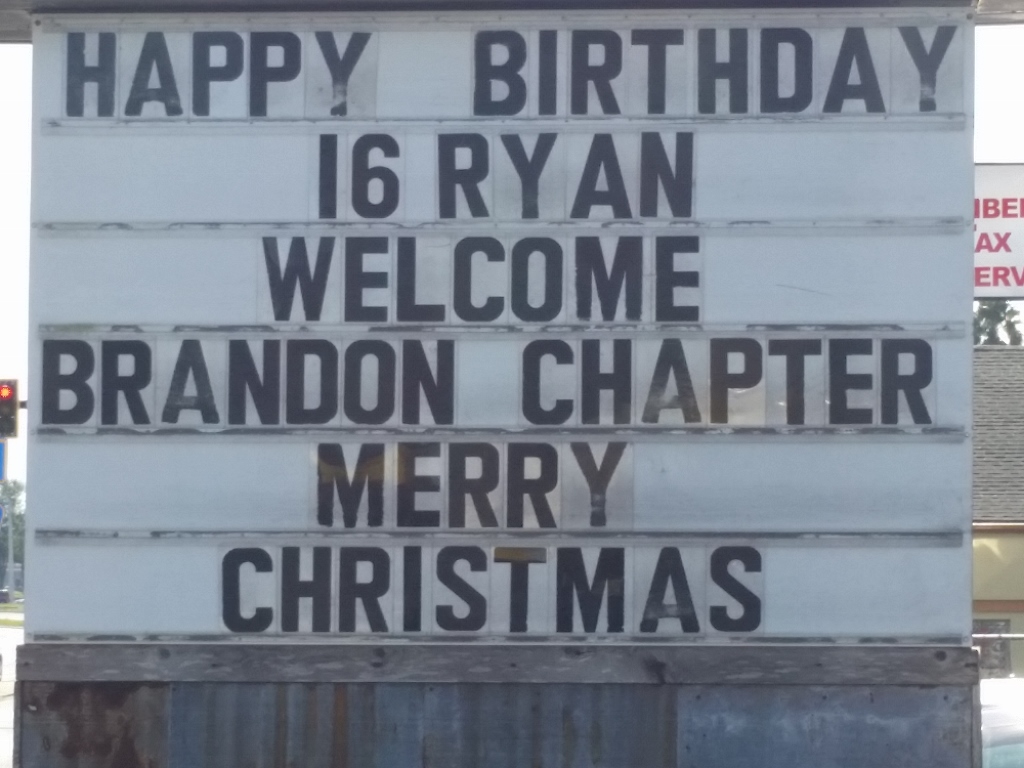 HAPPY BIRTHDAY
16 RYAN
WELCOME
BRANDON CHAPTER
MERRY
CHRISTMAS